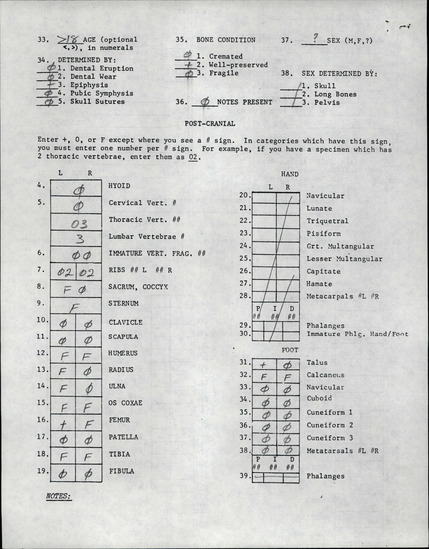 33. >18 AGE (optional
<,>), in numerals
34. DETERMINED BY:
Ø 1. Dental Eruption
Ø 2. Dental Wear
+ 3. Epiphysis
Ø 4. Pubic Symphysis
Ø 5. Skull Sutures
35. BONE CONDITION
Ø 1. Cremated
+ 2. Well-preserved
Ø 3. Fragile
36. Ø NOTES PRESENT
37. ? SEX (M,F,?)
38. SEX DETERMINED BY:
/ 1. Skull
/ 2. Long Bones
/ 3. Pelvis
POST-CRANIAL
Enter +, 0, or F except where you see a # sign. In categories which have this sign,
you must enter one number per # sign. For example, if you have a specimen which has
2 thoracic vertebrae, enter them as 02.
L R
4. Ø HYOID
5. Ø Cervical Vert. #
03 Thoracic Vert. ##
3 Lumbar Vertebrae #
6. ØØ IMMATURE VERT. FRAG. ##
7. Ø2 Ø2 RIBS ## L ## R
8. F Ø SACRUM, COCCYX
9. F STERNUM
10. Ø Ø CLAVICLE
11. Ø Ø SCAPULA
12. F F HUMERUS
13. F Ø RADIUS
14. F Ø ULNA
15. F F OS COXAE
16. + F FEMUR
17. Ø Ø PATELLA
18. F F TIBIA
19. Ø Ø FIBULA
NOTES:
HAND
L R
20. Navicular
21. Lunate
22. Triquetral
23. Pisiform
24. Grt. Multangular
25. Lesser Multangular
26. Capitate
27. Hamate
28. Metacarpals #L #R
P I D
## ## ##
29. Phalanges
30. Immature Phlg. Hand/Foot
FOOT
31. + Ø Talus
32. F F Calcaneus
33. Ø Ø Navicular
34. Ø Ø Cuboid
35. Ø Ø Cuneiform 1
36. Ø Ø Cuneiform 2
37. Ø Ø Cuneiform 3
38. Ø Ø Metatarsals #L #R
P I D
## ## ##
39. Phalanges